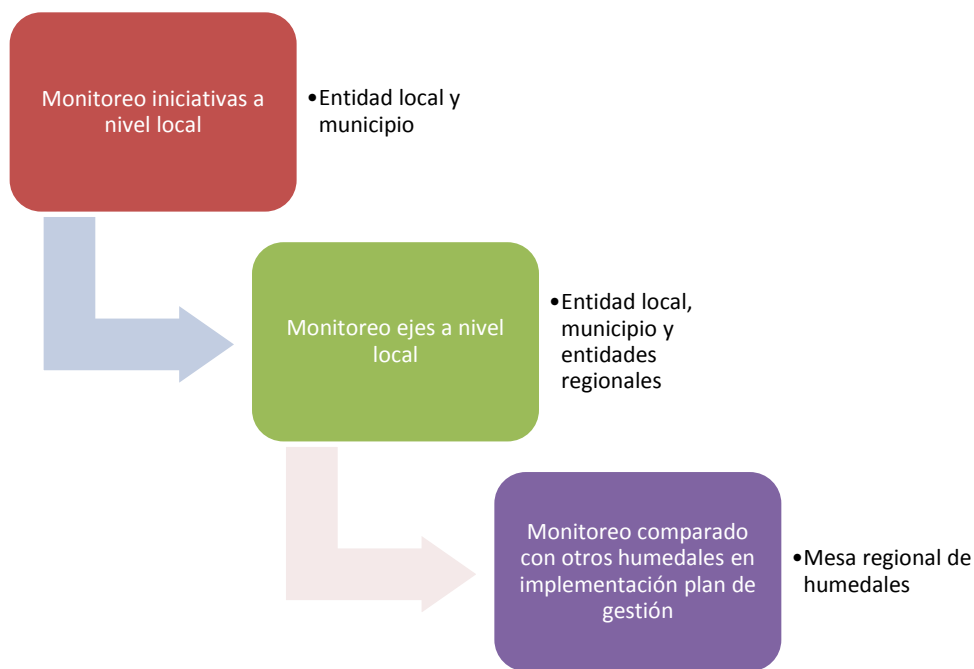 Monitoreo iniciativas a
nivel local
•Entidad local y
municipio
Monitoreo ejes a nivel
local
•Entidad local,
municipio y
entidades
regionales
Monitoreo comparado
con otros humedales en
implementación plan de
gestión
•Mesa regional de
humedales